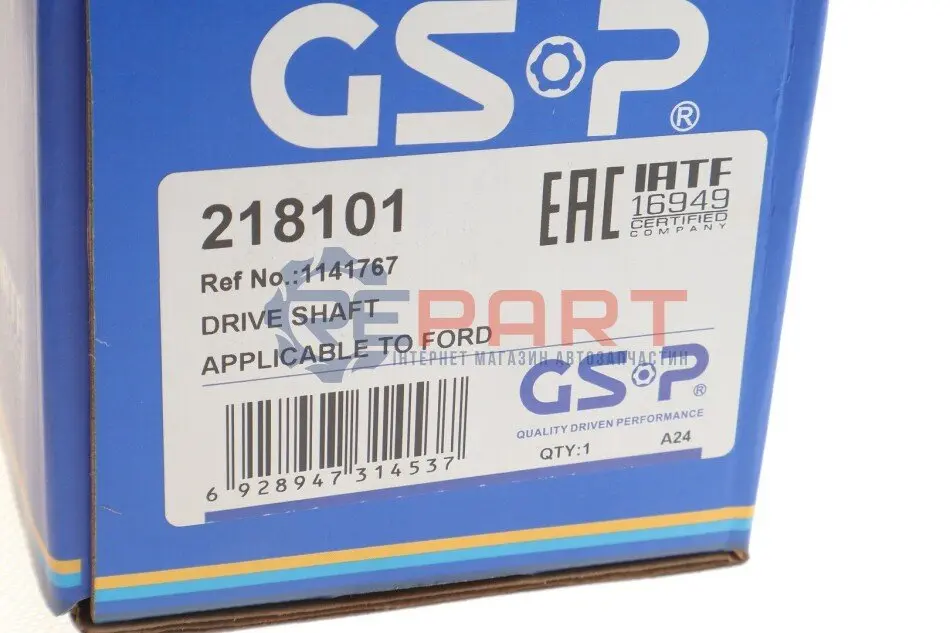 GSP®
218101
EAC
IATF
16949
CERTIFIED
COMPANY
Ref No.:1141767
DRIVE SHAFT
APPLICABLE TO FORD
REPART
ІНТЕРНЕТ МАГАЗИН АВТОЗАПЧАСТИН
GSP®
QUALITY DRIVEN PERFORMANCE
QTY:1 A24
6 928947 314537